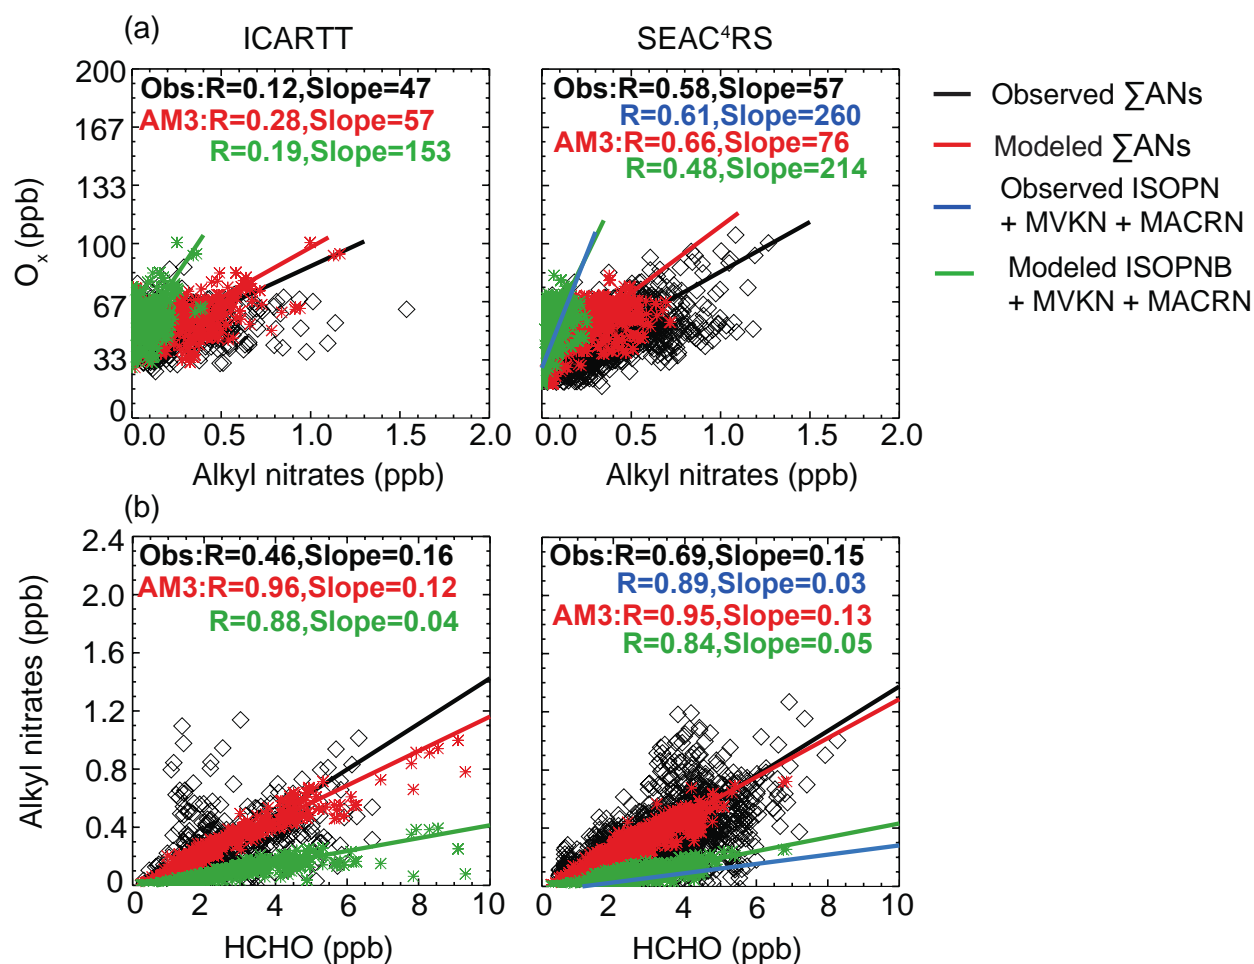 (a)
ICARTT
SEAC⁴RS
200
167
133
100
67
33
0
Oₓ (ppb)
Obs:R=0.12,Slope=47
AM3:R=0.28,Slope=57
R=0.19,Slope=153
0.0 0.5 1.0 1.5 2.0
Alkyl nitrates (ppb)
Obs:R=0.58,Slope=57
R=0.61,Slope=260
AM3:R=0.66,Slope=76
R=0.48,Slope=214
0.0 0.5 1.0 1.5 2.0
Alkyl nitrates (ppb)
Observed ∑ANs
Modeled ∑ANs
Observed ISOPN
+ MVKN + MACRN
Modeled ISOPNB
+ MVKN + MACRN
(b)
2.4
2.0
1.6
1.2
0.8
0.4
0
Alkyl nitrates (ppb)
Obs:R=0.46,Slope=0.16
AM3:R=0.96,Slope=0.12
R=0.88,Slope=0.04
0 2 4 6 8 10
HCHO (ppb)
Obs:R=0.69,Slope=0.15
R=0.89,Slope=0.03
AM3:R=0.95,Slope=0.13
R=0.84,Slope=0.05
0 2 4 6 8 10
HCHO (ppb)